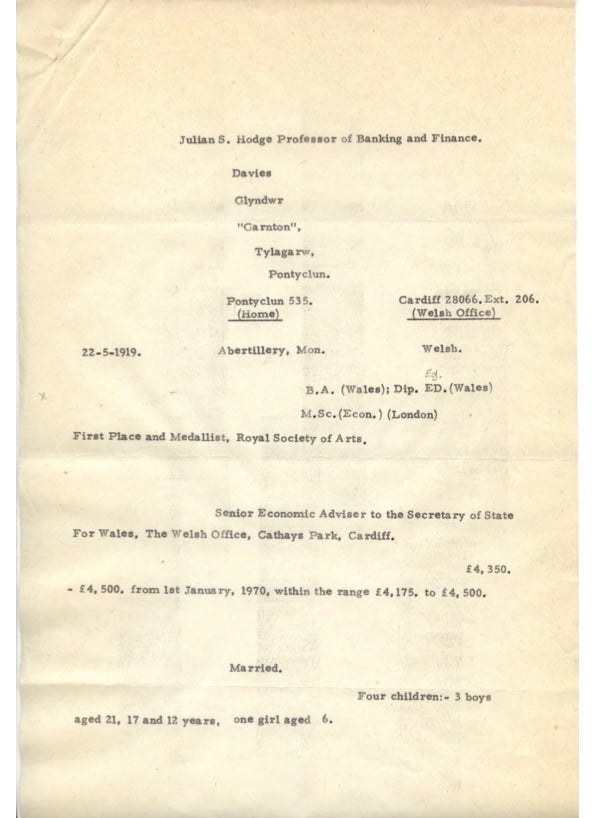 Julian S. Hodge Professor of Banking and Finance.
Davies
Glyndwr
"Garnton",
Tylagarw,
Pontyclun.
Pontyclun 535. Cardiff 28066. Ext. 206.
(Home) (Welsh Office)
22-5-1919. Abertillery, Mon. Welsh.
Ed.
B.A. (Wales); Dip. ED. (Wales)
M.Sc. (Econ.) (London)
First Place and Medallist, Royal Society of Arts.
Senior Economic Adviser to the Secretary of State
For Wales, The Welsh Office, Cathays Park, Cardiff.
£4,350.
- £4,500. from 1st January, 1970, within the range £4,175. to £4,500.
Married.
Four children:- 3 boys
aged 21, 17 and 12 years, one girl aged 6.